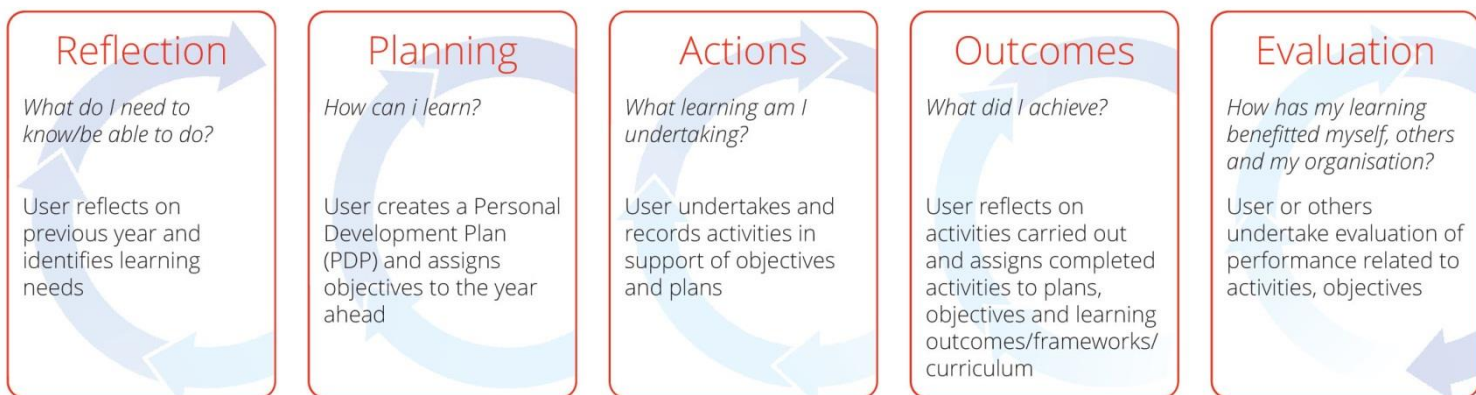 Reflection
What do I need to
know/be able to do?
User reflects on
previous year and
identifies learning
needs
Planning
How can i learn?
User creates a Personal
Development Plan
(PDP) and assigns
objectives to the year
ahead
Actions
What learning am I
undertaking?
User undertakes and
records activities in
support of objectives
and plans
Outcomes
What did I achieve?
User reflects on
activities carried out
and assigns completed
activities to plans,
objectives and learning
outcomes/frameworks/
curriculum
Evaluation
How has my learning
benefitted myself, others
and my organisation?
User or others
undertake evaluation of
performance related to
activities, objectives